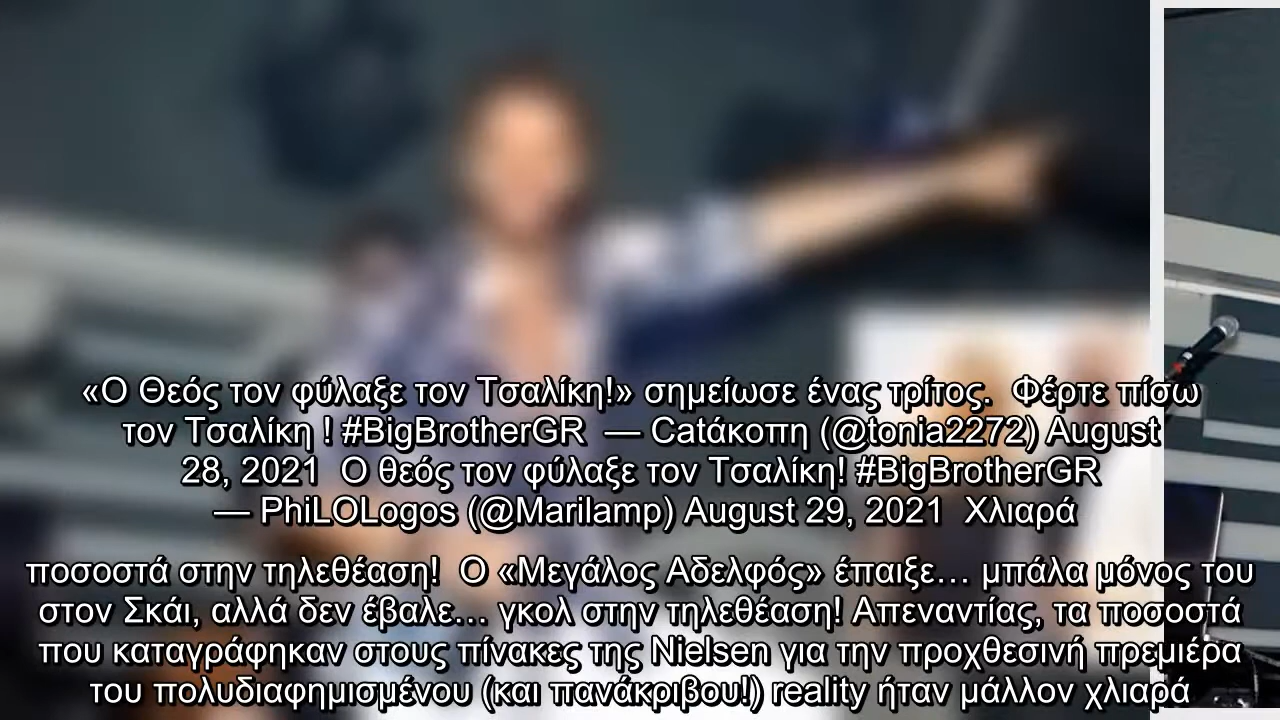 «Ο Θεός τον φύλαξε τον Τσαλίκη!» σημείωσε ένας τρίτος.  Φέρτε πίσω
τον Τσαλίκη ! #BigBrotherGR  — Catάκοπη (@tonia2272) August
28, 2021  Ο θεός τον φύλαξε τον Τσαλίκη! #BigBrotherGR
— PhiLOLogos (@Marilamp) August 29, 2021  Χλιαρά
ποσοστά στην τηλεθέαση!  Ο «Μεγάλος Αδελφός» έπαιξε… μπάλα μόνος του
στον Σκάι, αλλά δεν έβαλε… γκολ στην τηλεθέαση! Απεναντίας, τα ποσοστά
που καταγράφηκαν στους πίνακες της Nielsen για την προχθεσινή πρεμιέρα
του πολυδιαφημισμένου (και πανάκριβου!) reality ήταν μάλλον χλιαρά